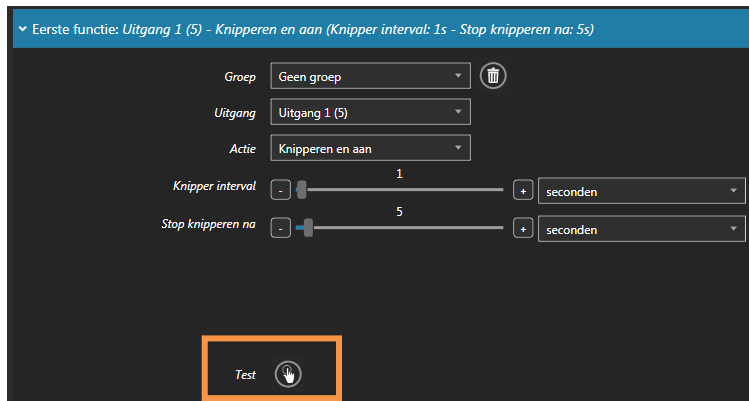 Eerste functie: Uitgang 1 (5) - Knipperen en aan (Knipper interval: 1s - Stop knipperen na: 5s)
Groep Geen groep
Uitgang Uitgang 1 (5)
Actie Knipperen en aan
Knipper interval - 1 + seconden
Stop knipperen na - 5 + seconden
Test